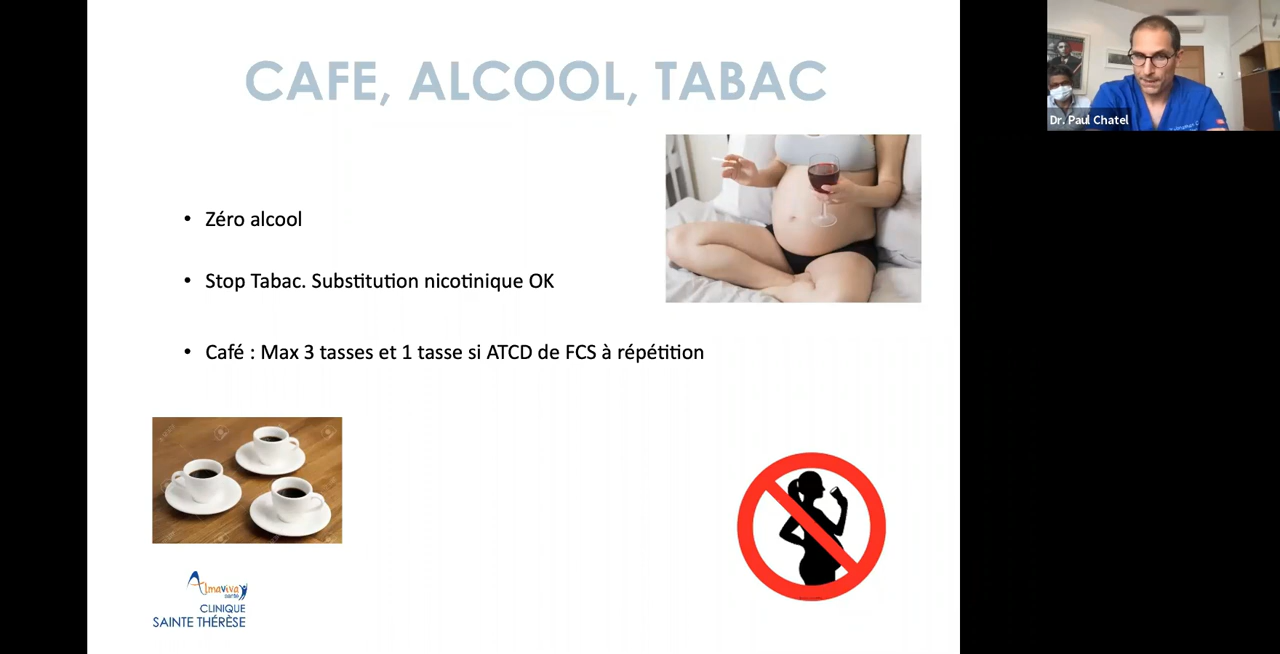 CAFE, ALCOOL, TABAC
Dr. Paul Chatel
• Zéro alcool
• Stop Tabac. Substitution nicotinique OK
• Café : Max 3 tasses et 1 tasse si ATCD de FCS à répétition
Almaviva
santé
CLINIQUE
SAINTE THÉRÈSE